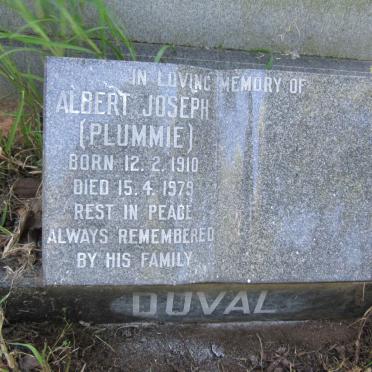 IN LOVING MEMORY OF
ALBERT JOSEPH
(PLUMMIE)
BORN 12. 2. 1910
DIED 15. 4. 1979
REST IN PEACE
ALWAYS REMEMBERED
BY HIS FAMILY
DUVAL